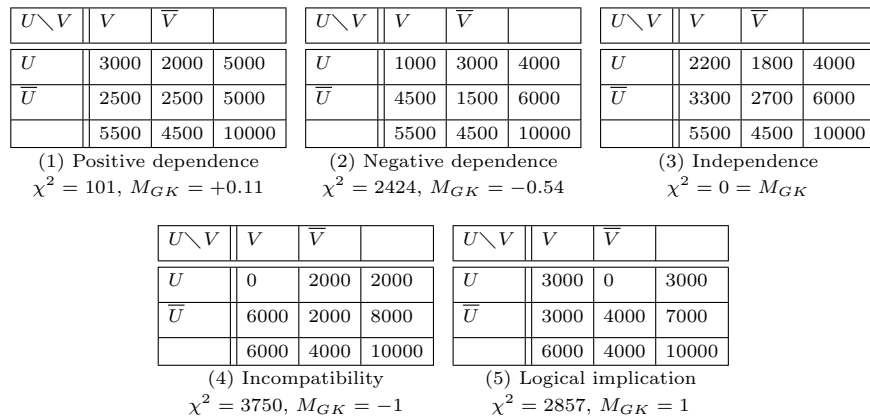 U\V V V̅ U\V V V̅ U\V V V̅
U 3000 2000 5000 U 1000 3000 4000 U 2200 1800 4000
U̅ 2500 2500 5000 U̅ 4500 1500 6000 U̅ 3300 2700 6000
5500 4500 10000 5500 4500 10000 5500 4500 10000
(1) Positive dependence (2) Negative dependence (3) Independence
χ² = 101, M_GK = +0.11 χ² = 2424, M_GK = −0.54 χ² = 0 = M_GK
U\V V V̅ U\V V V̅
U 0 2000 2000 U 3000 0 3000
U̅ 6000 2000 8000 U̅ 3000 4000 7000
6000 4000 10000 6000 4000 10000
(4) Incompatibility (5) Logical implication
χ² = 3750, M_GK = −1 χ² = 2857, M_GK = 1